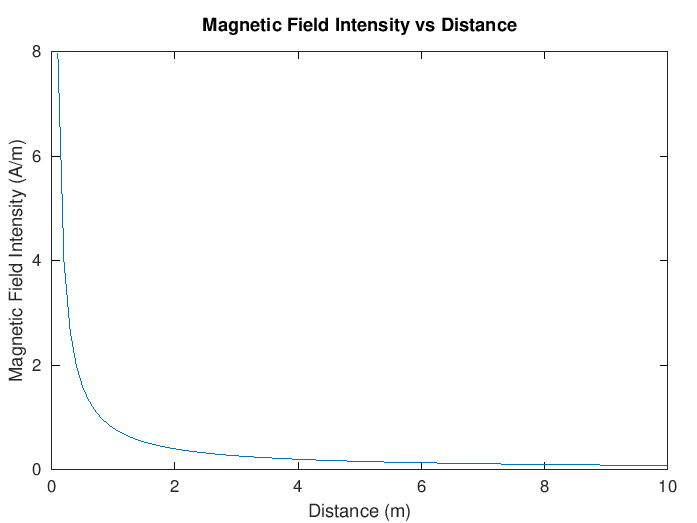 Magnetic Field Intensity vs Distance
8
6
4
2
0
Magnetic Field Intensity (A/m)
0 2 4 6 8 10
Distance (m)